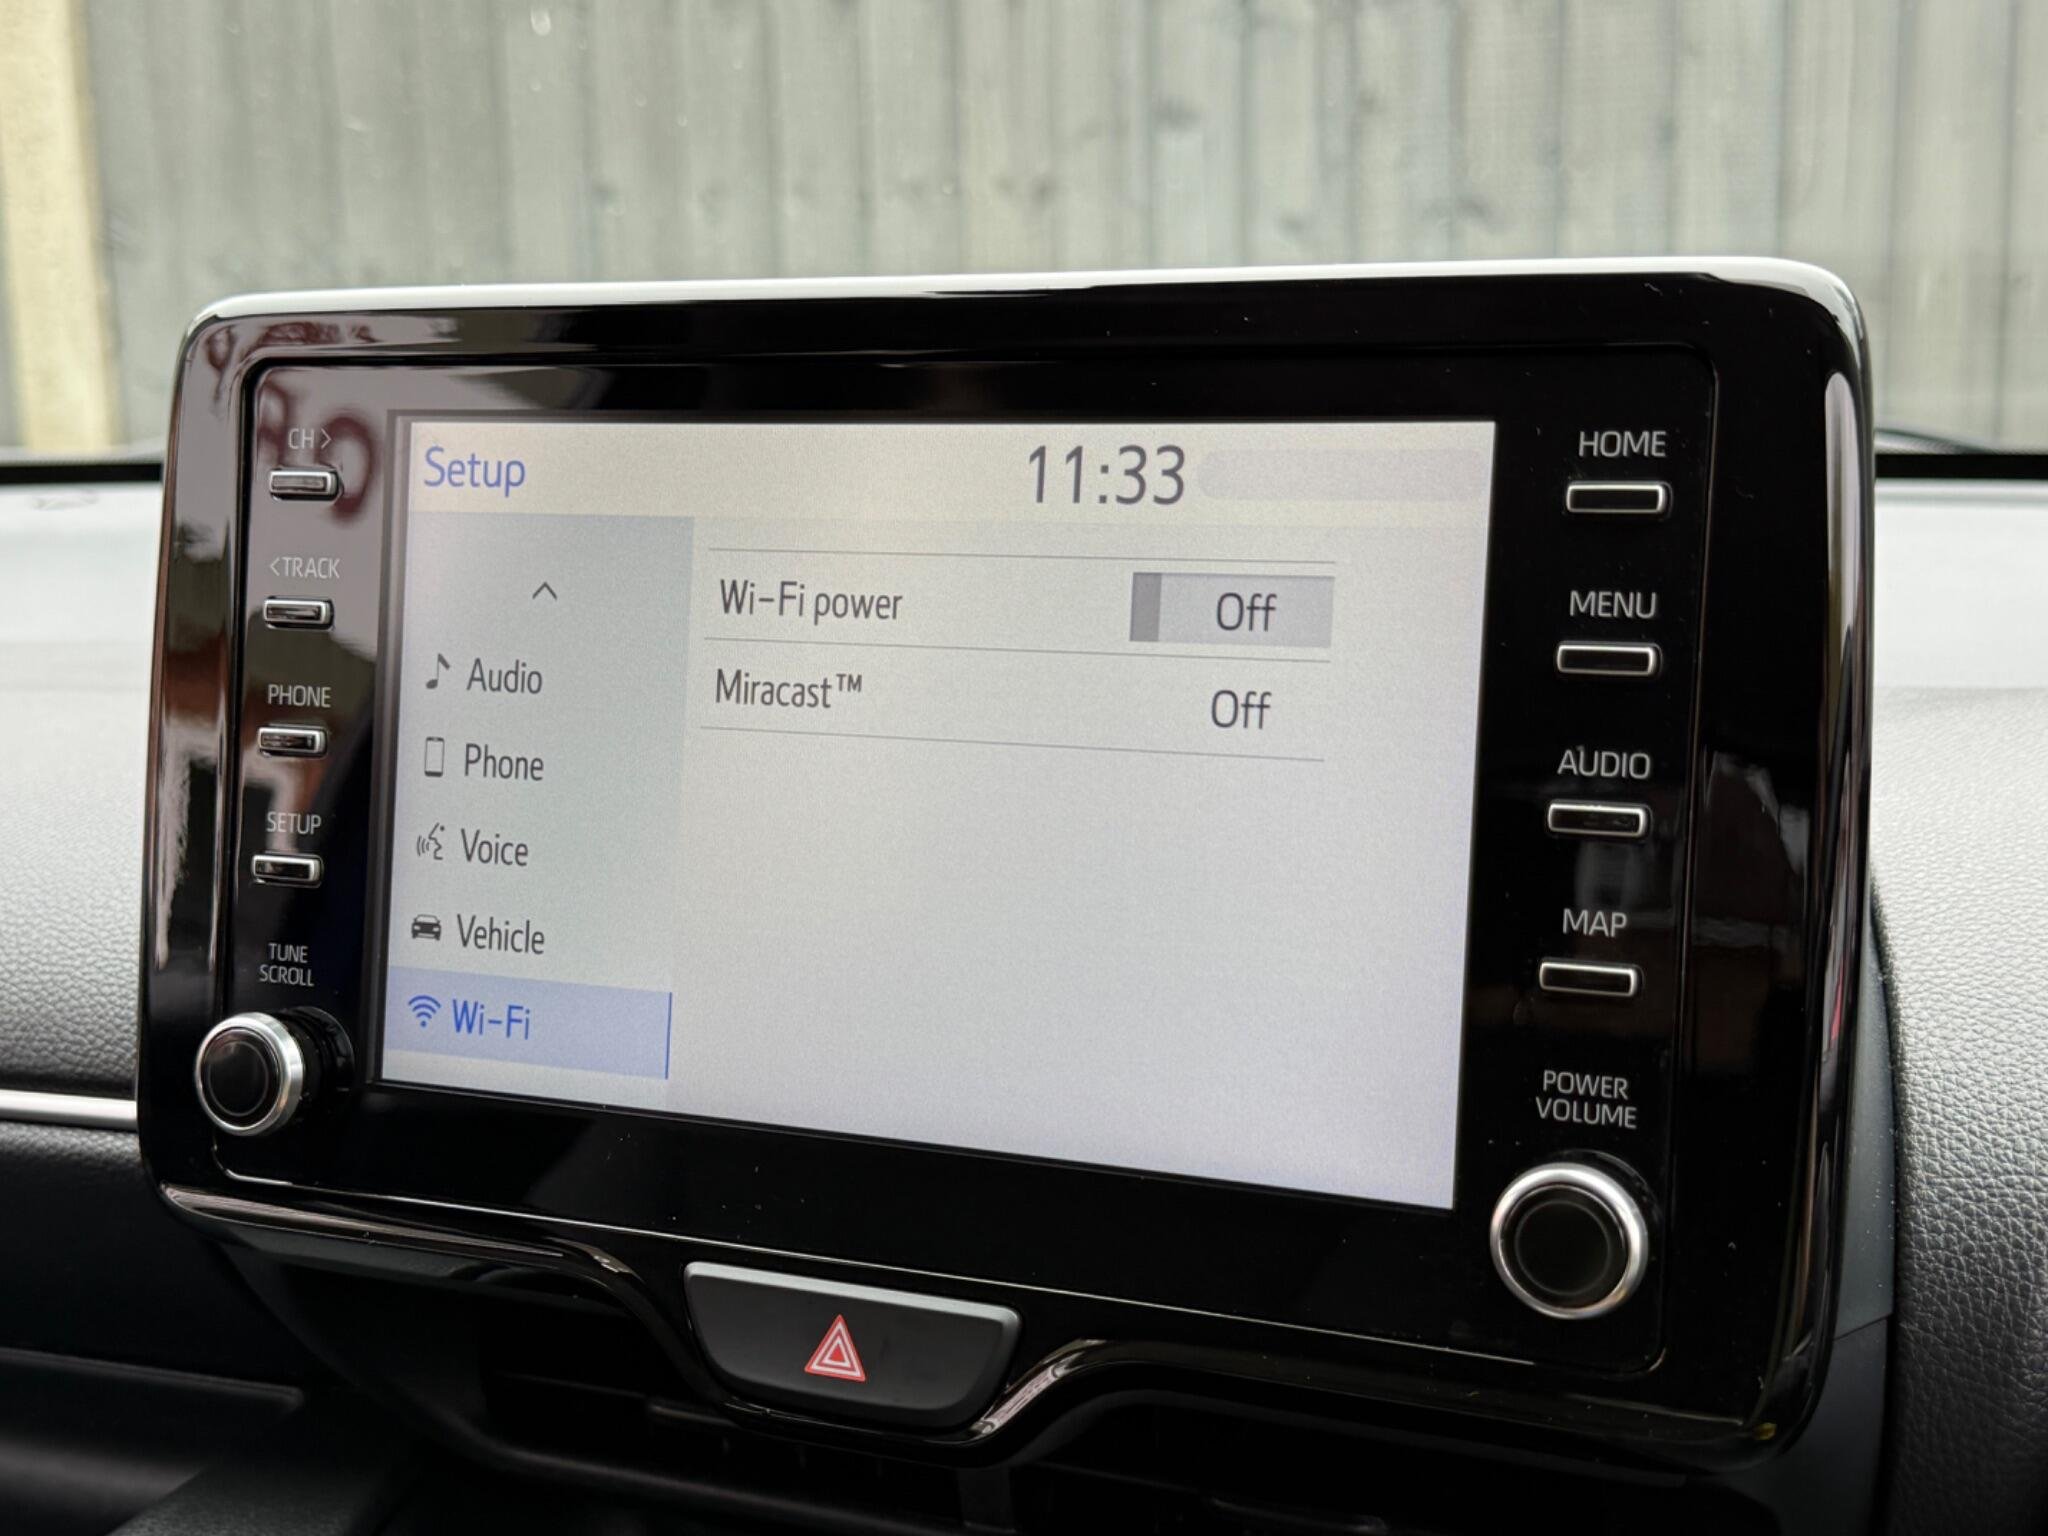 CH>
<TRACK
PHONE
SETUP
TUNE
SCROLL
Setup
11:33
Audio
Phone
Voice
Vehicle
Wi-Fi
Wi-Fi power Off
Miracast™ Off
HOME
MENU
AUDIO
MAP
POWER
VOLUME